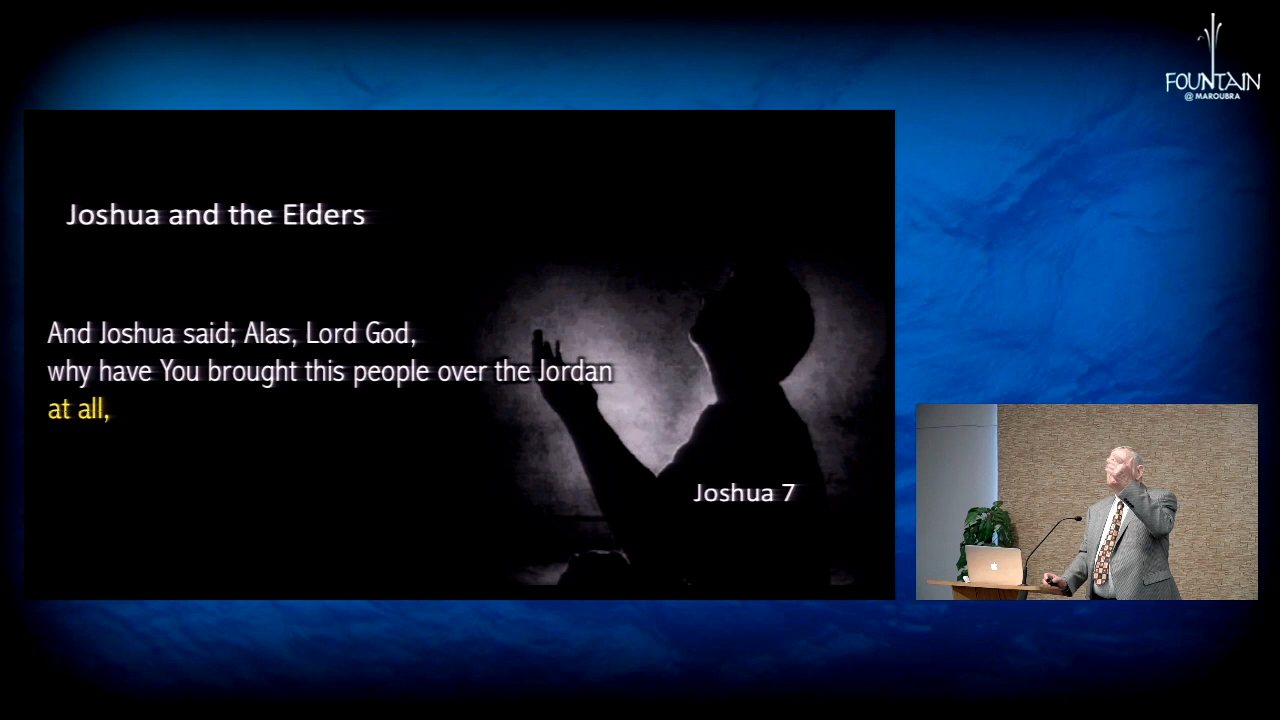 FOUNTAIN
@ MAROUBRA
Joshua and the Elders
And Joshua said; Alas, Lord God,
why have You brought this people over the Jordan
at all,
Joshua 7